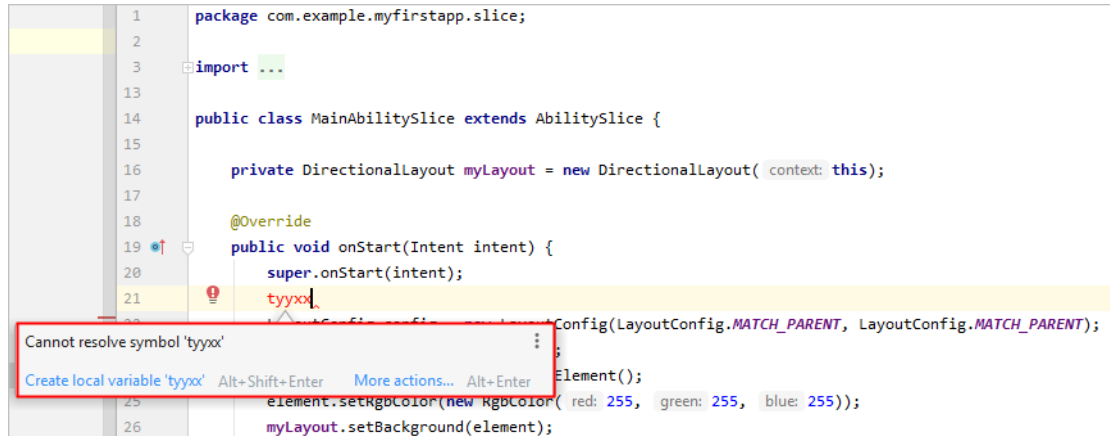 1 package com.example.myfirstapp.slice;
2
3 import ...
13
14 public class MainAbilitySlice extends AbilitySlice {
15
16 private DirectionalLayout myLayout = new DirectionalLayout( context: this);
17
18 @Override
19 public void onStart(Intent intent) {
20 super.onStart(intent);
21 tyyxx
Config(LayoutConfig.MATCH_PARENT, LayoutConfig.MATCH_PARENT);
Cannot resolve symbol 'tyyxx'
;
Element();
Create local variable 'tyyxx' Alt+Shift+Enter More actions... Alt+Enter
25 element.setRgbColor(new RgbColor( red: 255, green: 255, blue: 255));
26 myLayout.setBackground(element);